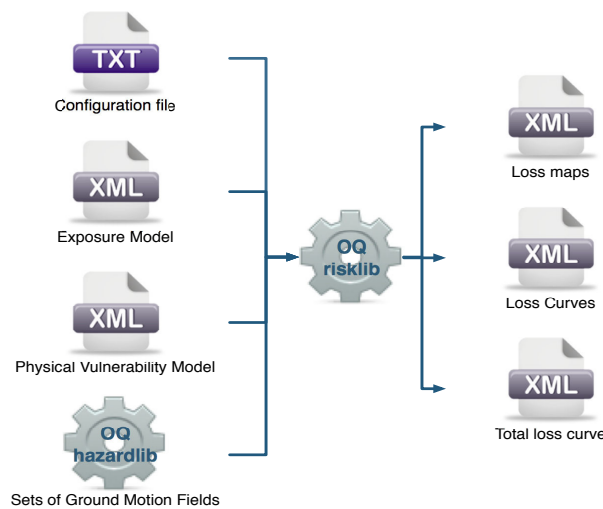 TXT
Configuration file
XML
Exposure Model
XML
Physical Vulnerability Model
OQ
hazardlib
Sets of Ground Motion Fields
OQ
risklib
XML
Loss maps
XML
Loss Curves
XML
Total loss curve